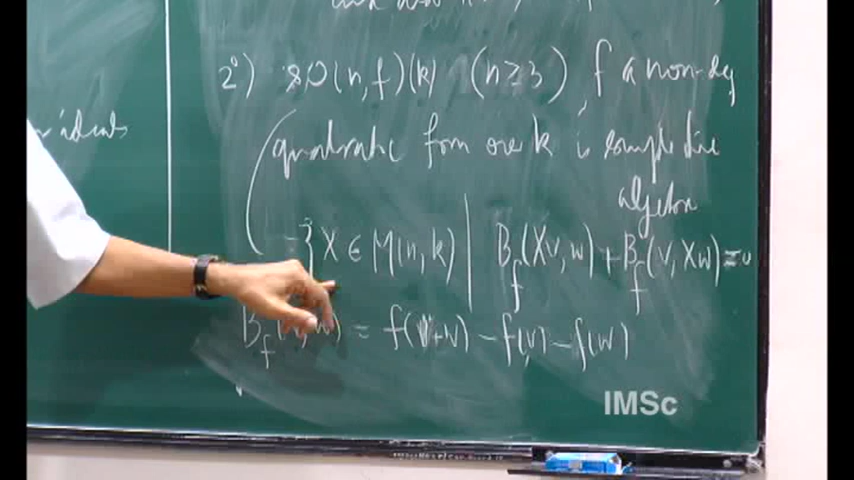 2°) so(n,f)(k) (n≥3), f a non-deg
quadratic form over k is simple Lie
algebra
= {X ∈ M(n,k) | B_f(Xv,w) + B_f(v,Xw) = 0
B_f(v,w) = f(v+w) - f(v) - f(w)
IMSc